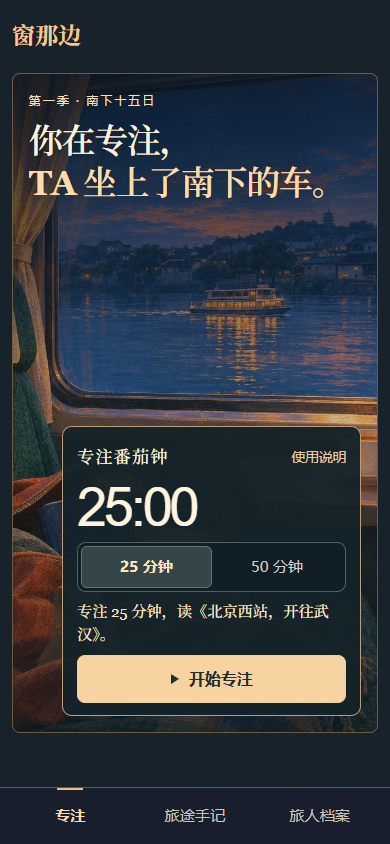 窗那边
第一季 · 南下十五日
你在专注，
TA 坐上了南下的车。
专注番茄钟
使用说明
25:00
25 分钟
50 分钟
专注 25 分钟，读《北京西站，开往武
汉》。
开始专注
专注
旅途手记
旅人档案